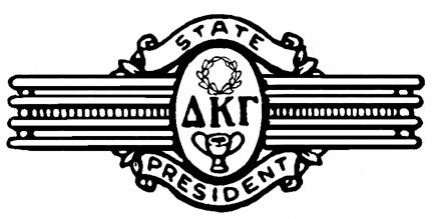 STATE
ΔΚΓ
PRESIDENT